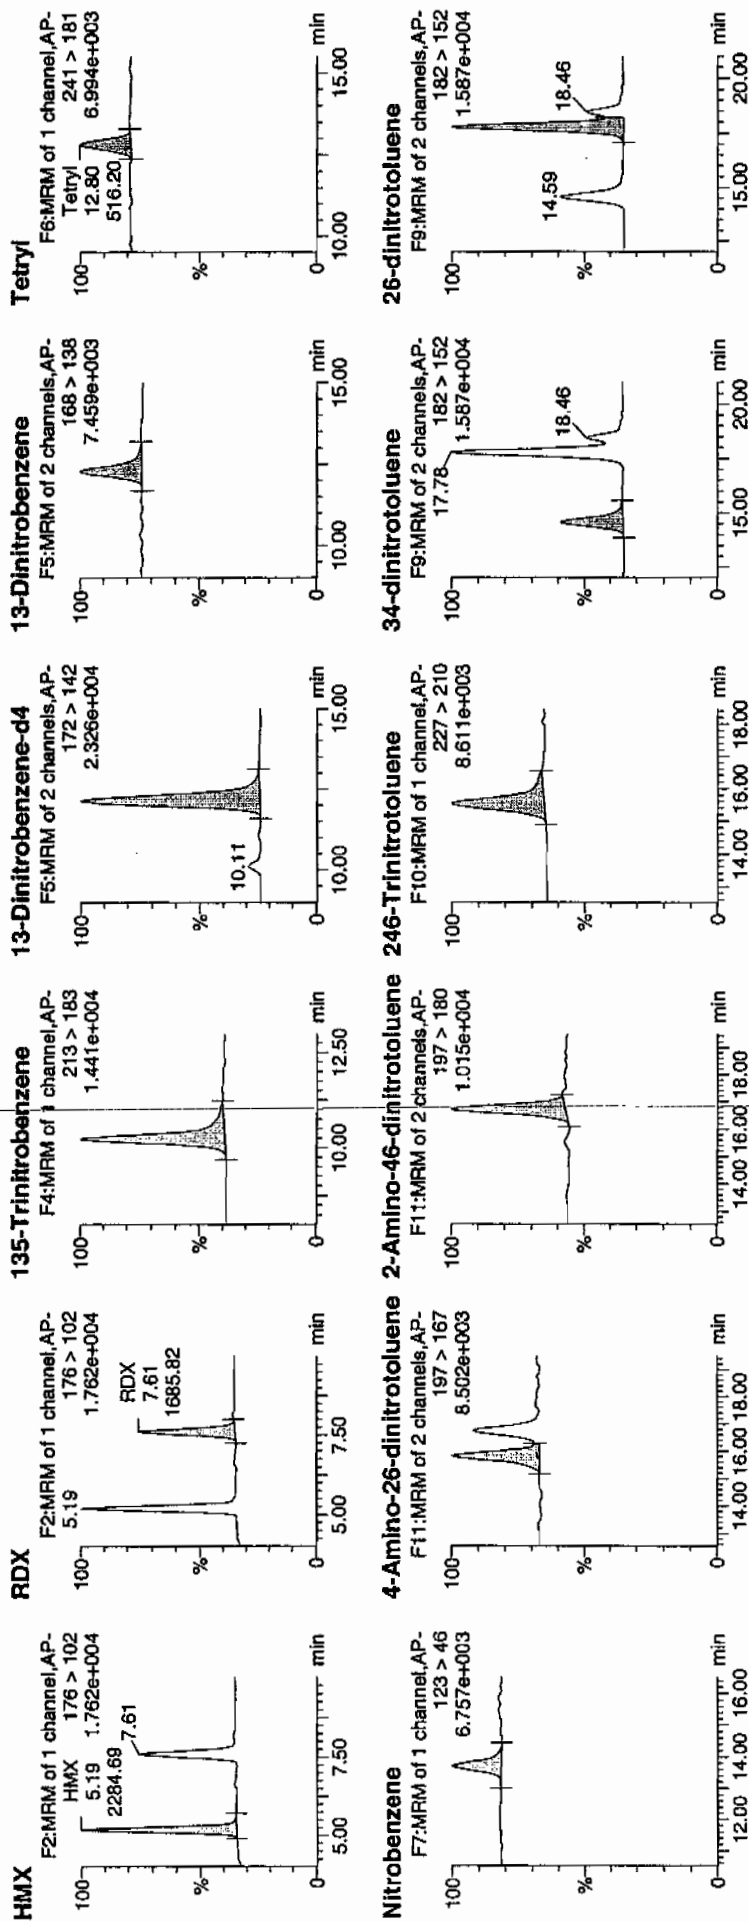 HMX
F2:MRM of 1 channel,AP-
HMX 176 > 102
5.19 1.762e+004
2284.69
7.61
100
%
0
5.00 7.50 min
RDX
F2:MRM of 1 channel,AP-
5.19 176 > 102
1.762e+004
RDX
7.61
1685.82
100
%
0
5.00 7.50 min
135-Trinitrobenzene
F4:MRM of 1 channel,AP-
213 > 183
1.441e+004
100
%
0
10.00 12.50 min
13-Dinitrobenzene-d4
F5:MRM of 2 channels,AP-
172 > 142
2.326e+004
10.11
100
%
0
10.00 15.00 min
13-Dinitrobenzene
F5:MRM of 2 channels,AP-
168 > 138
7.459e+003
100
%
0
10.00 15.00 min
Tetryl
F6:MRM of 1 channel,AP-
Tetryl 241 > 181
12.80 6.994e+003
516.20
100
%
0
10.00 15.00 min
Nitrobenzene
F7:MRM of 1 channel,AP-
123 > 46
6.757e+003
100
%
0
12.00 14.00 16.00 min
4-Amino-26-dinitrotoluene
F11:MRM of 2 channels,AP-
197 > 167
8.502e+003
100
%
0
14.00 16.00 18.00 min
2-Amino-46-dinitrotoluene
F11:MRM of 2 channels,AP-
197 > 180
1.015e+004
100
%
0
14.00 16.00 18.00 min
246-Trinitrotoluene
F10:MRM of 1 channel,AP-
227 > 210
8.611e+003
100
%
0
14.00 16.00 18.00 min
34-dinitrotoluene
F9:MRM of 2 channels,AP-
17.78 182 > 152
1.587e+004
18.46
100
%
0
15.00 20.00 min
26-dinitrotoluene
F9:MRM of 2 channels,AP-
182 > 152
1.587e+004
14.59
18.46
100
%
0
15.00 20.00 min